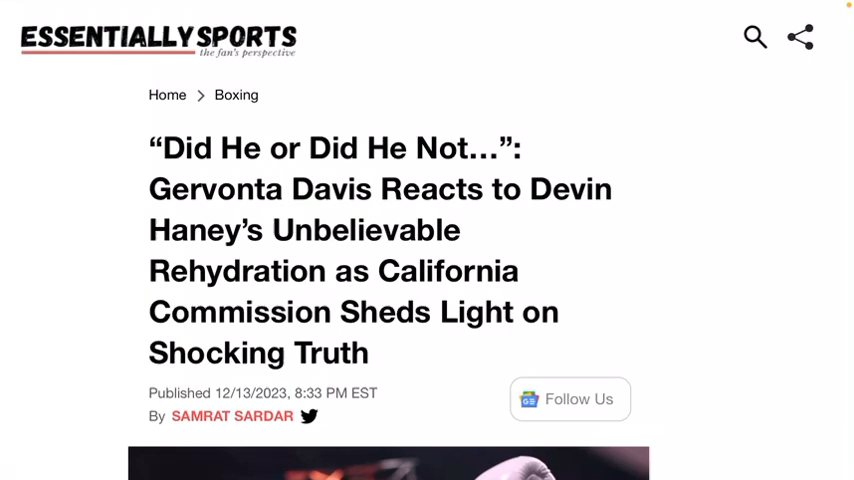 ESSENTIALLYSPORTS
the fan's perspective
Home > Boxing
“Did He or Did He Not...”:
Gervonta Davis Reacts to Devin
Haney’s Unbelievable
Rehydration as California
Commission Sheds Light on
Shocking Truth
Published 12/13/2023, 8:33 PM EST
By SAMRAT SARDAR
GE Follow Us